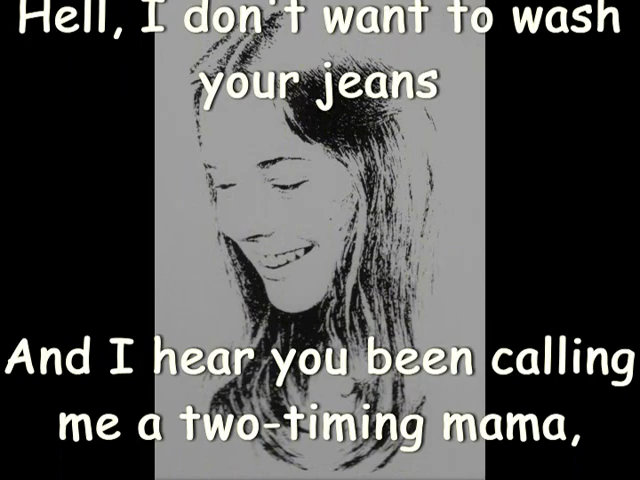 Hell, I don't want to wash
your jeans
And I hear you been calling
me a two-timing mama,